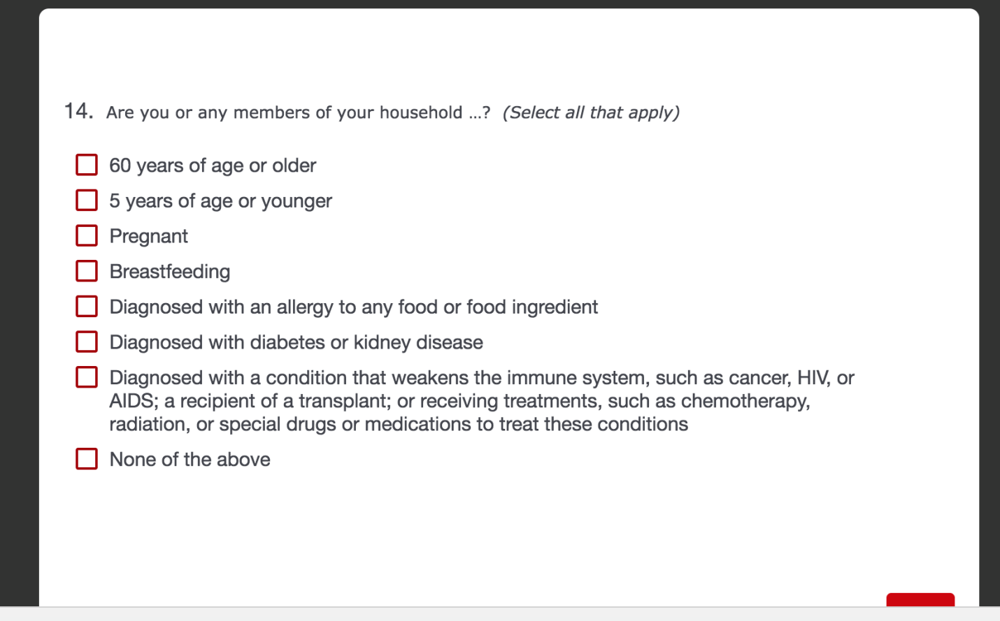 14. Are you or any members of your household ...? (Select all that apply)
60 years of age or older
5 years of age or younger
Pregnant
Breastfeeding
Diagnosed with an allergy to any food or food ingredient
Diagnosed with diabetes or kidney disease
Diagnosed with a condition that weakens the immune system, such as cancer, HIV, or
AIDS; a recipient of a transplant; or receiving treatments, such as chemotherapy,
radiation, or special drugs or medications to treat these conditions
None of the above